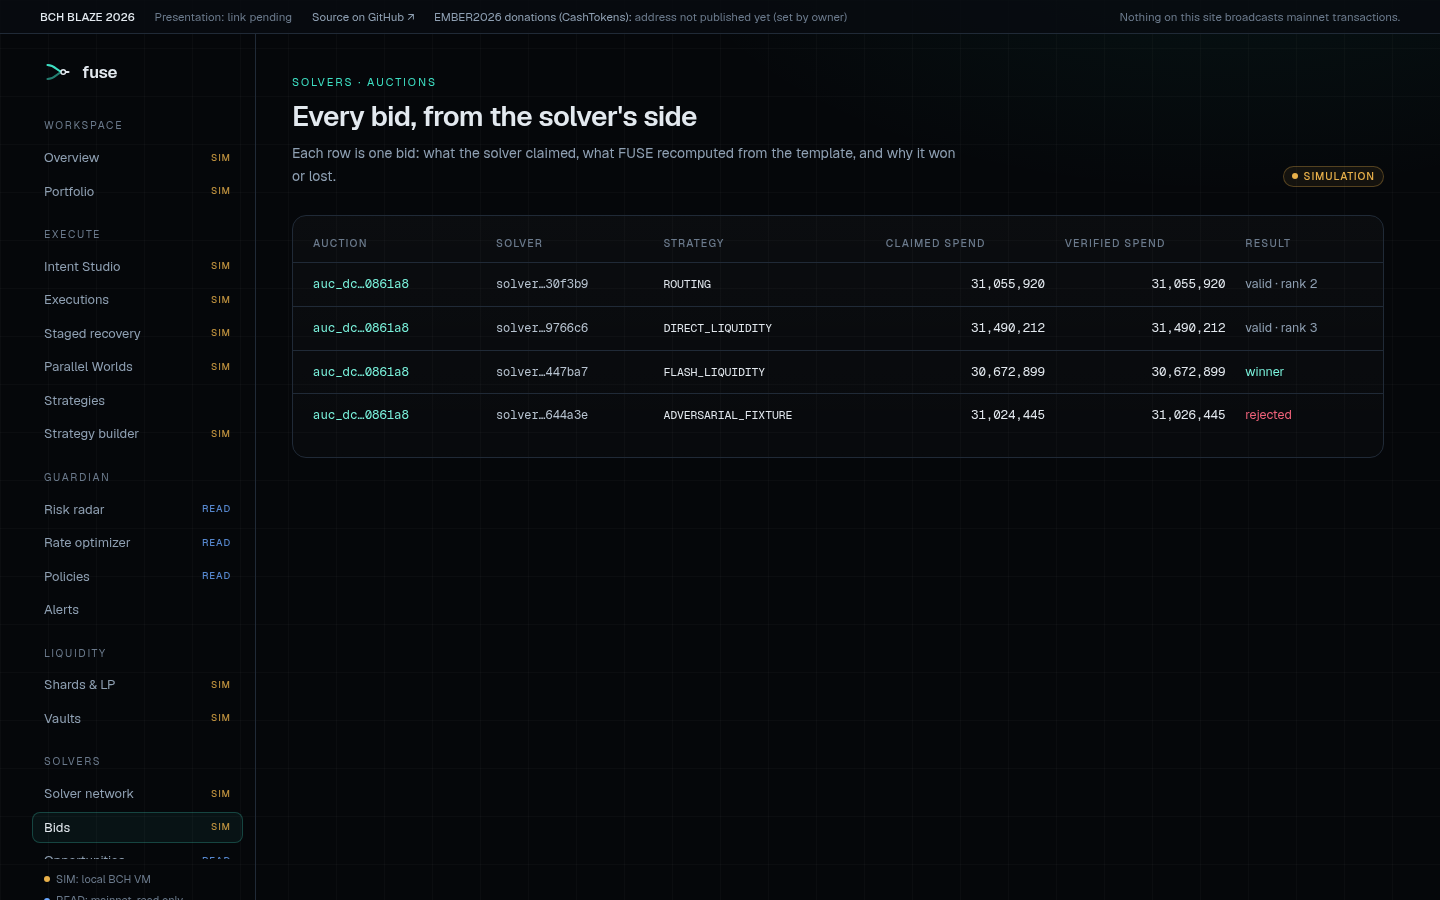 BCH BLAZE 2026 Presentation: link pending Source on GitHub ↗ EMBER2026 donations (CashTokens): address not published yet (set by owner) Nothing on this site broadcasts mainnet transactions.
fuse
WORKSPACE
Overview SIM
Portfolio SIM
EXECUTE
Intent Studio SIM
Executions SIM
Staged recovery SIM
Parallel Worlds SIM
Strategies
Strategy builder SIM
GUARDIAN
Risk radar READ
Rate optimizer READ
Policies READ
Alerts
LIQUIDITY
Shards & LP SIM
Vaults SIM
SOLVERS
Solver network SIM
Bids SIM
Opportunities READ
SIM: local BCH VM
READ: mainnet, read only
SOLVERS · AUCTIONS
Every bid, from the solver's side
Each row is one bid: what the solver claimed, what FUSE recomputed from the template, and why it won
or lost.
SIMULATION
AUCTION SOLVER STRATEGY CLAIMED SPEND VERIFIED SPEND RESULT
auc_dc…0861a8 solver…30f3b9 ROUTING 31,055,920 31,055,920 valid · rank 2
auc_dc…0861a8 solver…9766c6 DIRECT_LIQUIDITY 31,490,212 31,490,212 valid · rank 3
auc_dc…0861a8 solver…447ba7 FLASH_LIQUIDITY 30,672,899 30,672,899 winner
auc_dc…0861a8 solver…644a3e ADVERSARIAL_FIXTURE 31,024,445 31,026,445 rejected